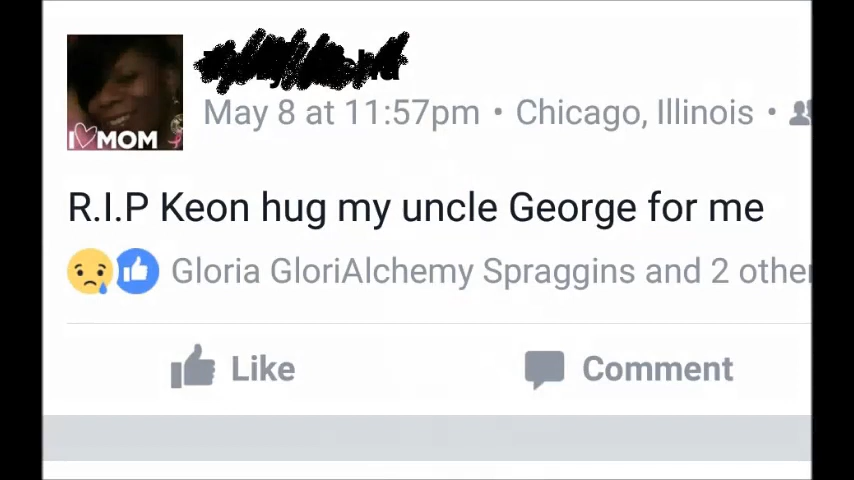 I MOM
May 8 at 11:57pm • Chicago, Illinois •
R.I.P Keon hug my uncle George for me
Gloria GloriAlchemy Spraggins and 2 other
Like Comment